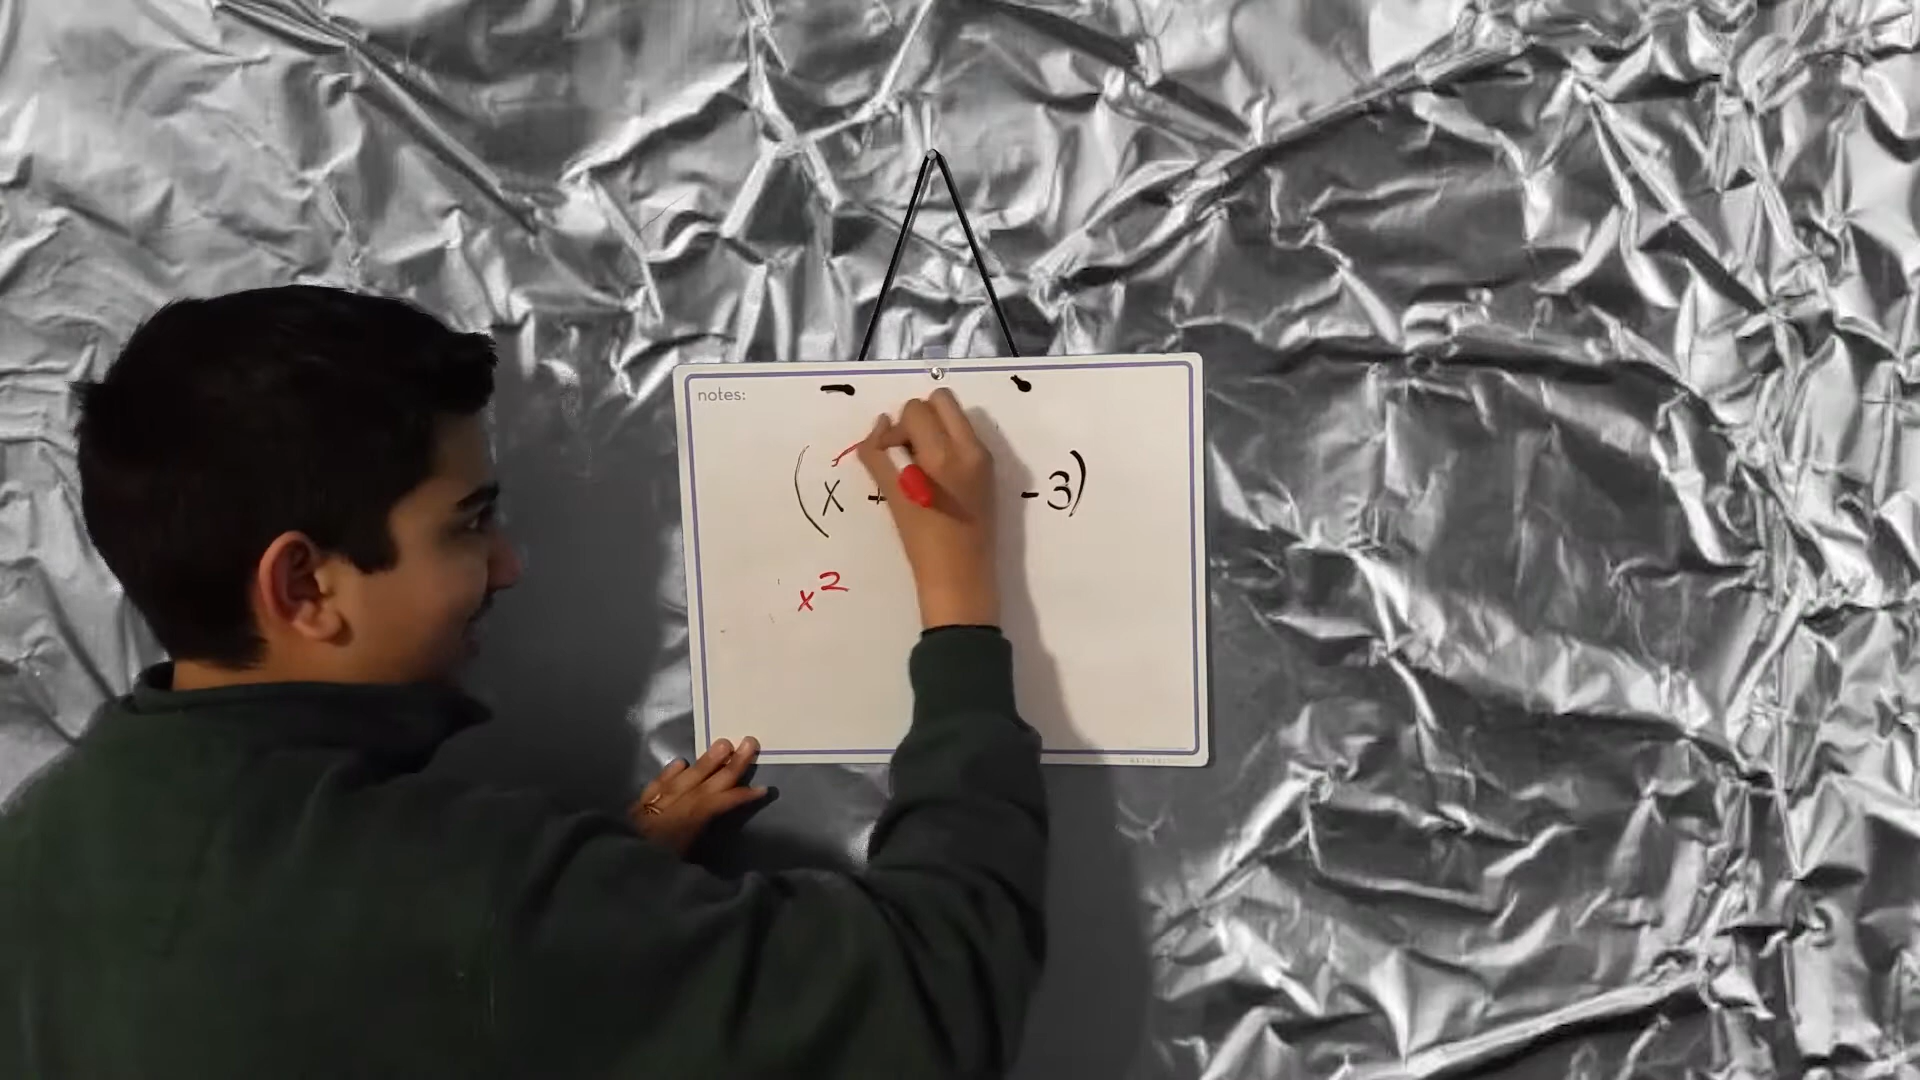 notes:
(x + -3)
x²